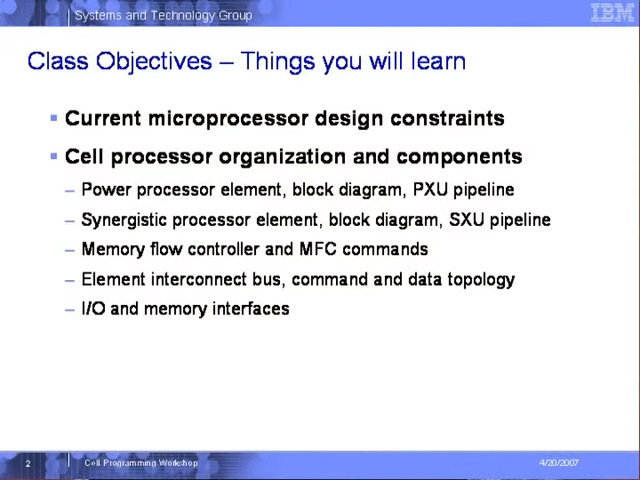 Systems and Technology Group
IBM
Class Objectives – Things you will learn
▪ Current microprocessor design constraints
▪ Cell processor organization and components
– Power processor element, block diagram, PXU pipeline
– Synergistic processor element, block diagram, SXU pipeline
– Memory flow controller and MFC commands
– Element interconnect bus, command and data topology
– I/O and memory interfaces
2
Cell Programming Workshop
4/20/2007